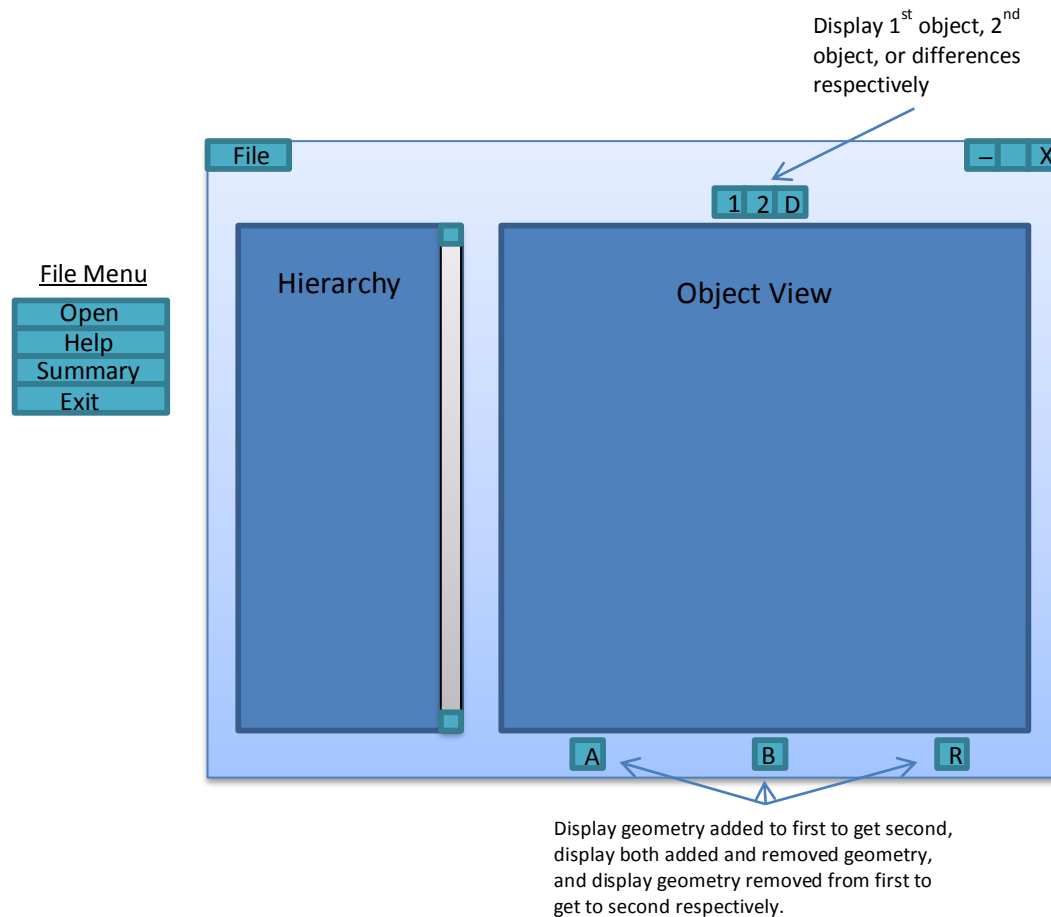 Display 1st object, 2nd
object, or differences
respectively
File
– X
1 2 D
File Menu
Open
Help
Summary
Exit
Hierarchy
Object View
A B R
Display geometry added to first to get second,
display both added and removed geometry,
and display geometry removed from first to
get to second respectively.